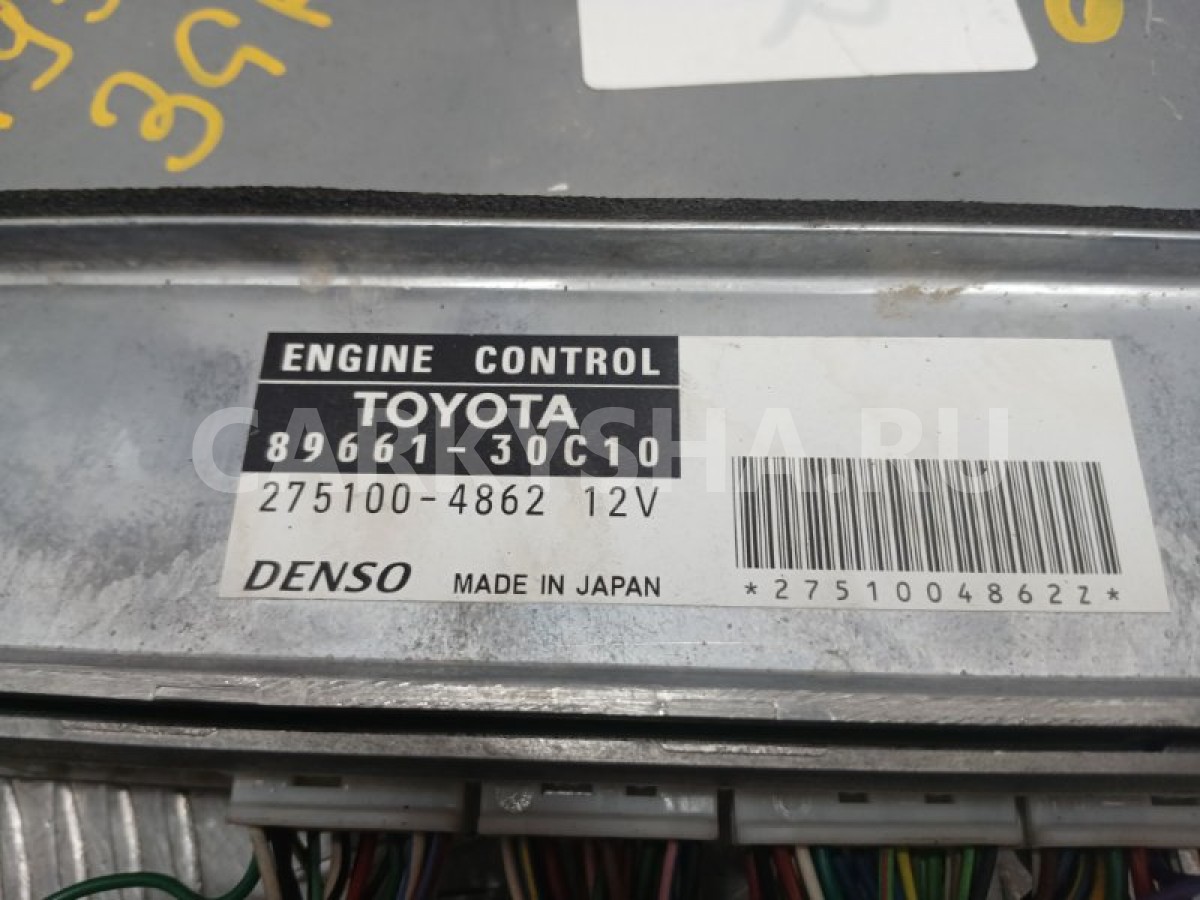 ENGINE CONTROL
TOYOTA
89661-30C10
275100-4862 12V
DENSO MADE IN JAPAN
*2751004862Z*
CARKYSHA.RU